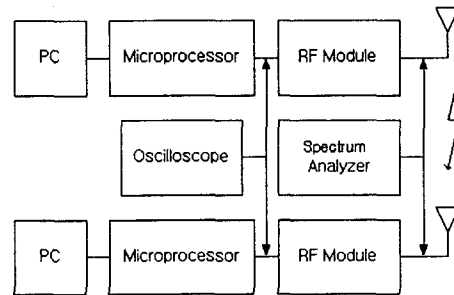 PC
Microprocessor
RF Module
Oscilloscope
Spectrum
Analyzer
PC
Microprocessor
RF Module